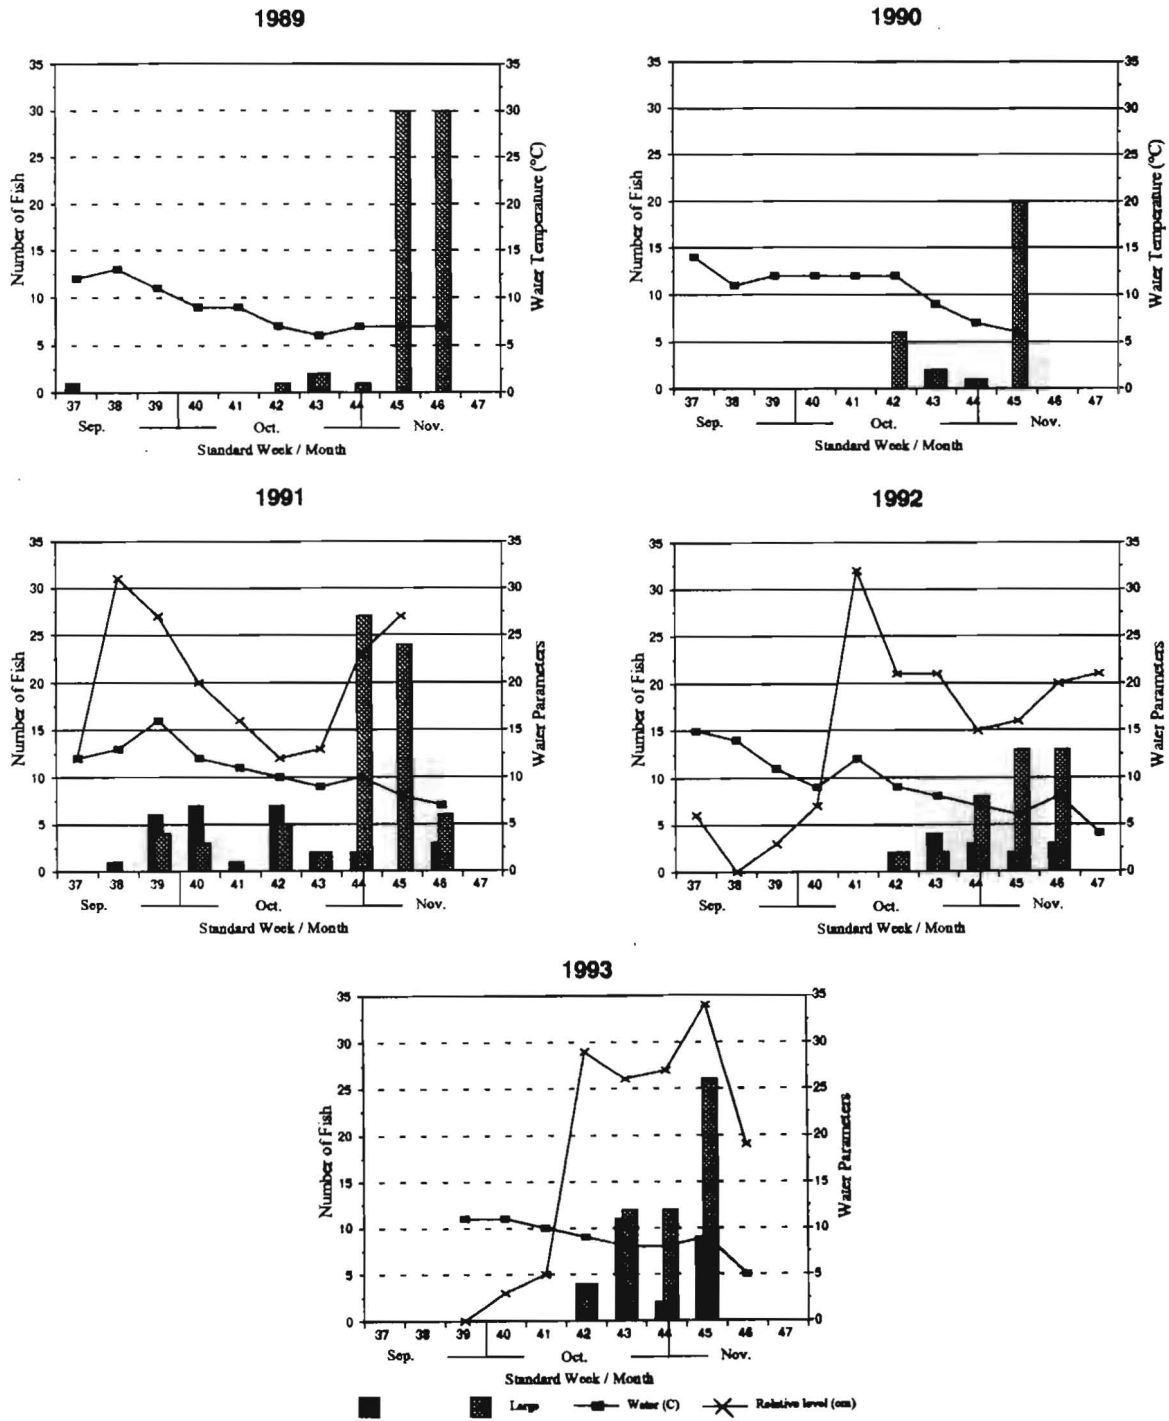 1989
1990
35 35
30 30
25 25
20 20
15 15
10 10
5 5
0 0
Number of Fish
Water Temperature (°C)
37 38 39 40 41 42 43 44 45 46 47
Sep. Oct. Nov.
Standard Week / Month
35 35
30 30
25 25
20 20
15 15
10 10
5 5
0 0
Number of Fish
Water Temperature (°C)
37 38 39 40 41 42 43 44 45 46 47
Sep. Oct. Nov.
Standard Week / Month
1991
1992
35 35
30 30
25 25
20 20
15 15
10 10
5 5
0 0
Number of Fish
Water Parameters
37 38 39 40 41 42 43 44 45 46 47
Sep. Oct. Nov.
Standard Week / Month
35 35
30 30
25 25
20 20
15 15
10 10
5 5
0 0
Number of Fish
Water Parameters
37 38 39 40 41 42 43 44 45 46 47
Sep. Oct. Nov.
Standard Week / Month
1993
35 35
30 30
25 25
20 20
15 15
10 10
5 5
0 0
Number of Fish
Water Parameters
37 38 39 40 41 42 43 44 45 46 47
Sep. Oct. Nov.
Standard Week / Month
Large Water (C) Relative level (cm)